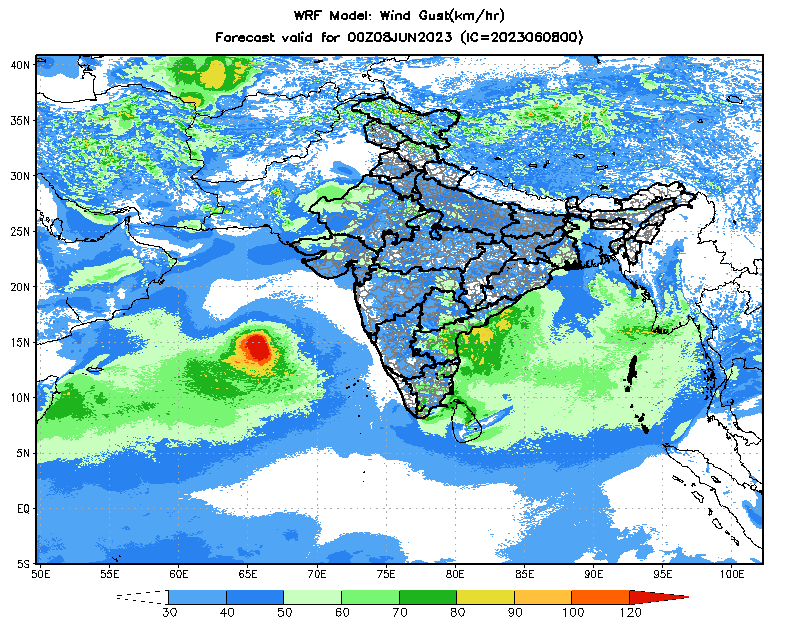 WRF Model: Wind Gust(km/hr)
Forecast valid for 00Z08JUN2023 (IC=2023060800)
40N
35N
30N
25N
20N
15N
10N
5N
EQ
5S
50E 55E 60E 65E 70E 75E 80E 85E 90E 95E 100E
30 40 50 60 70 80 90 100 120